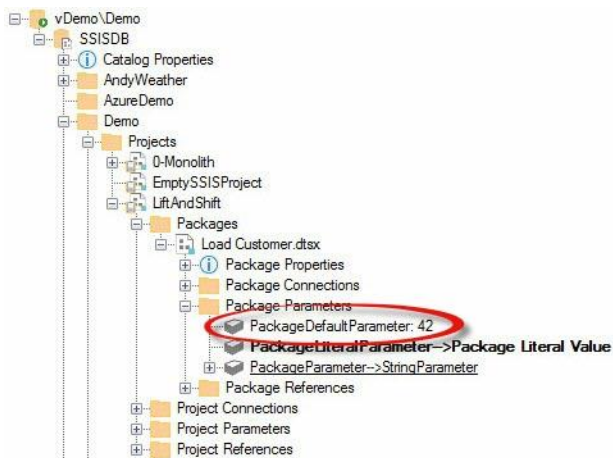 vDemo\Demo
SSISDB
Catalog Properties
AndyWeather
AzureDemo
Demo
Projects
0-Monolith
EmptySSISProject
LiftAndShift
Packages
Load Customer.dtsx
Package Properties
Package Connections
Package Parameters
PackageDefaultParameter: 42
PackageLiteralParameter-->Package Literal Value
PackageParameter-->StringParameter
Package References
Project Connections
Project Parameters
Project References